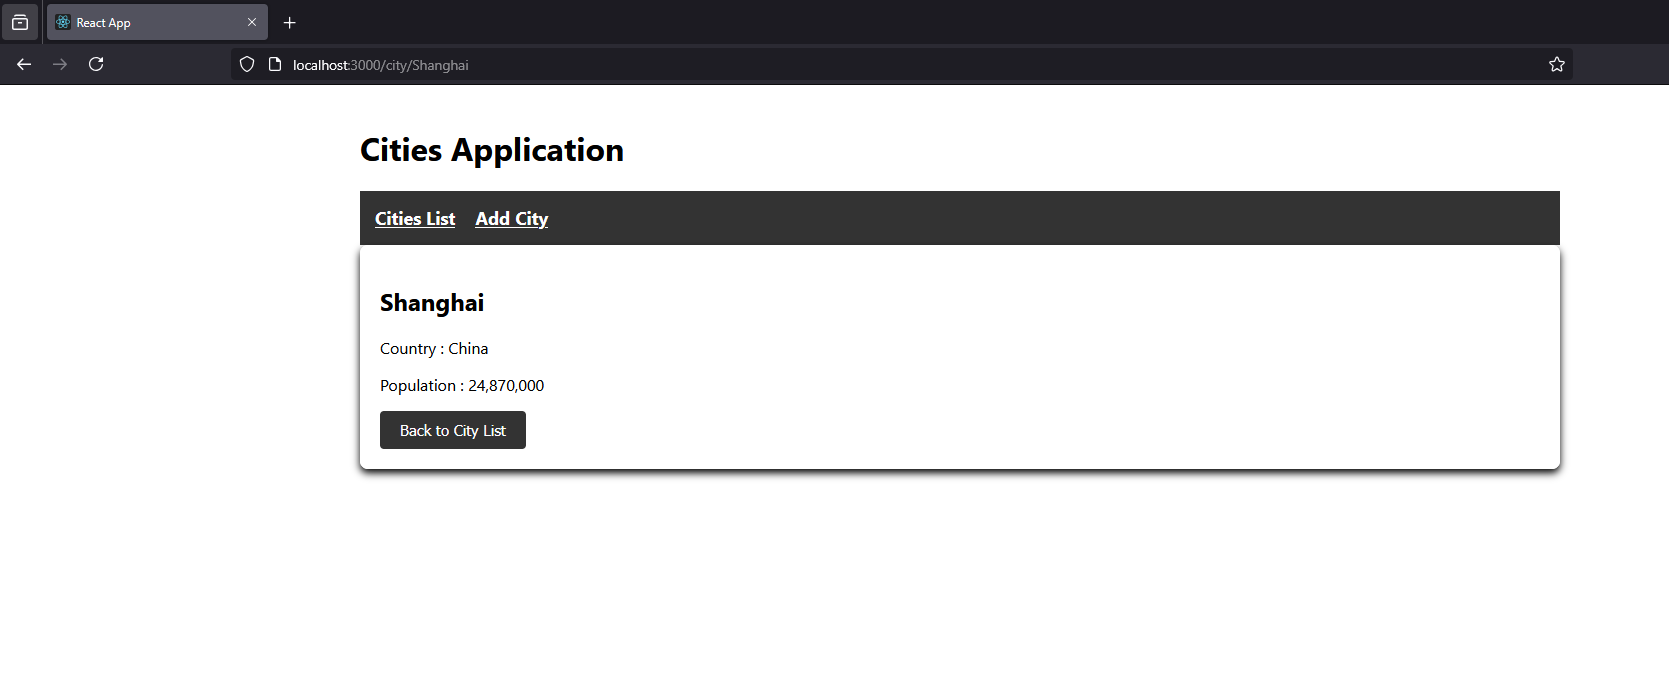 React App
localhost:3000/city/Shanghai
Cities Application
Cities List Add City
Shanghai
Country : China
Population : 24,870,000
Back to City List